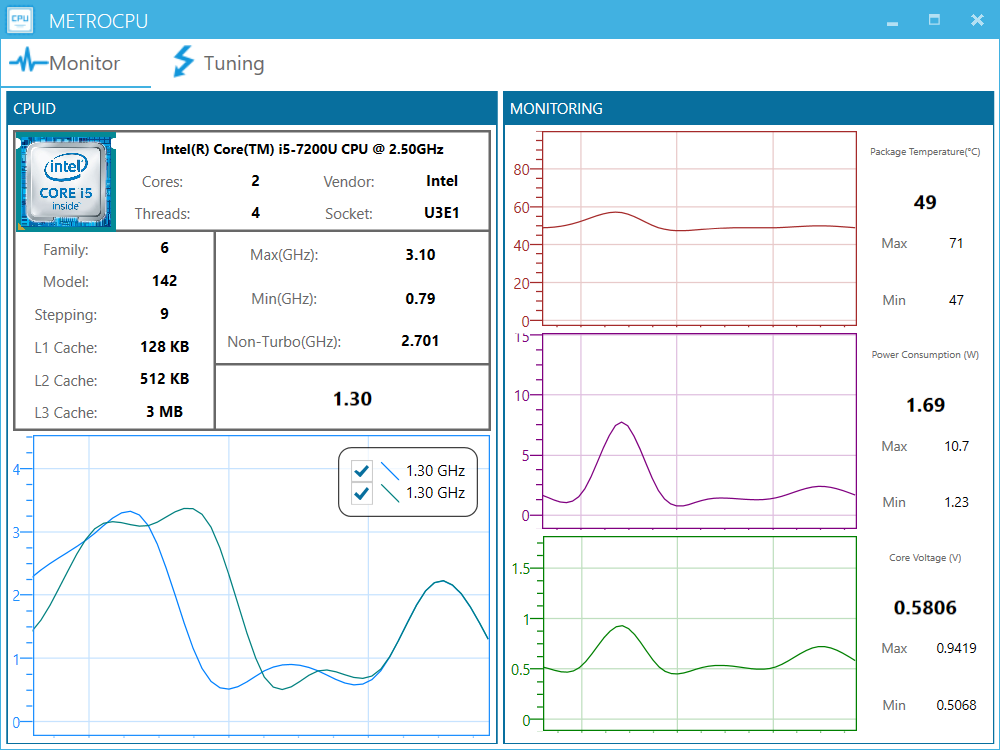 CPU METROCPU
Monitor Tuning
CPUID
intel
CORE i5
inside
Intel(R) Core(TM) i5-7200U CPU @ 2.50GHz
Cores: 2 Vendor: Intel
Threads: 4 Socket: U3E1
Family: 6
Model: 142
Stepping: 9
L1 Cache: 128 KB
L2 Cache: 512 KB
L3 Cache: 3 MB
Max(GHz): 3.10
Min(GHz): 0.79
Non-Turbo(GHz): 2.701
1.30
1.30 GHz
1.30 GHz
4
3
2
1
0
MONITORING
80
60
40
20
0
Package Temperature(°C)
49
Max 71
Min 47
15
10
5
0
Power Consumption (W)
1.69
Max 10.7
Min 1.23
1.5
1
0.5
0
Core Voltage (V)
0.5806
Max 0.9419
Min 0.5068